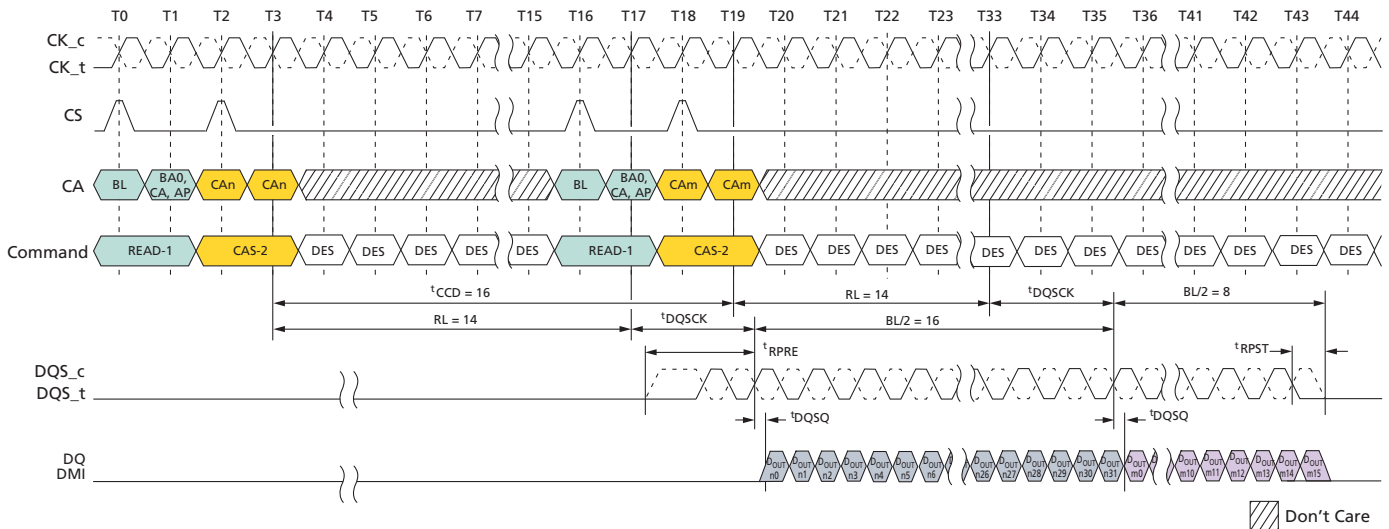 T0 T1 T2 T3 T4 T5 T6 T7 T15 T16 T17 T18 T19 T20 T21 T22 T23 T33 T34 T35 T36 T41 T42 T43 T44
CK_c
CK_t
CS
CA BL BA0, CA, AP CAn CAn BL BA0, CA, AP CAm CAm
Command READ-1 CAS-2 DES DES DES DES DES READ-1 CAS-2 DES DES DES DES DES DES DES DES DES DES DES DES
tCCD = 16 RL = 14 tDQSCK BL/2 = 8
RL = 14 tDQSCK BL/2 = 16
tRPRE tRPST
DQS_c
DQS_t
tDQSQ tDQSQ
DQ
DMI
DOUT n0 DOUT n1 DOUT n2 DOUT n3 DOUT n4 DOUT n5 DOUT n6 DOUT n26 DOUT n27 DOUT n28 DOUT n29 DOUT n30 DOUT n31 DOUT m0 DOUT m10 DOUT m11 DOUT m12 DOUT m13 DOUT m14 DOUT m15
Don't Care